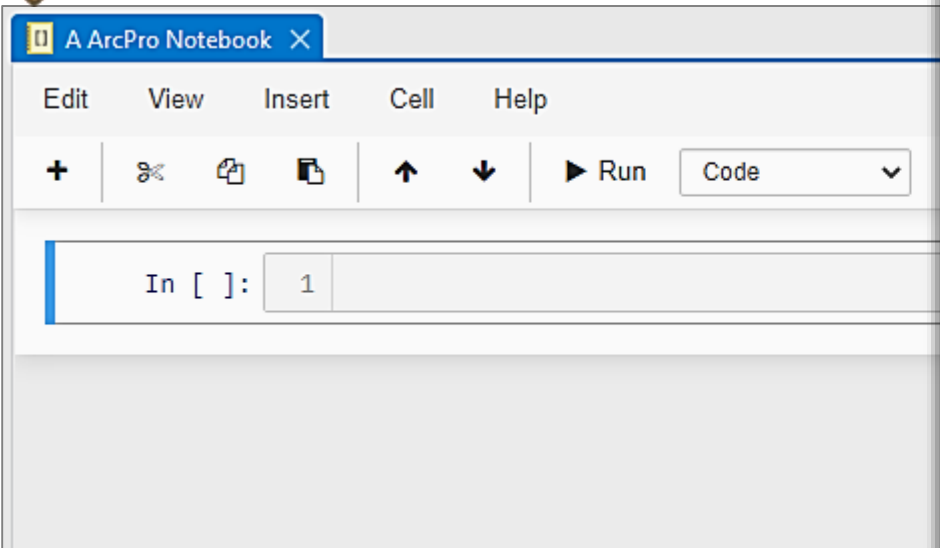 A ArcPro Notebook
Edit View Insert Cell Help
Run Code
In [ ]: 1